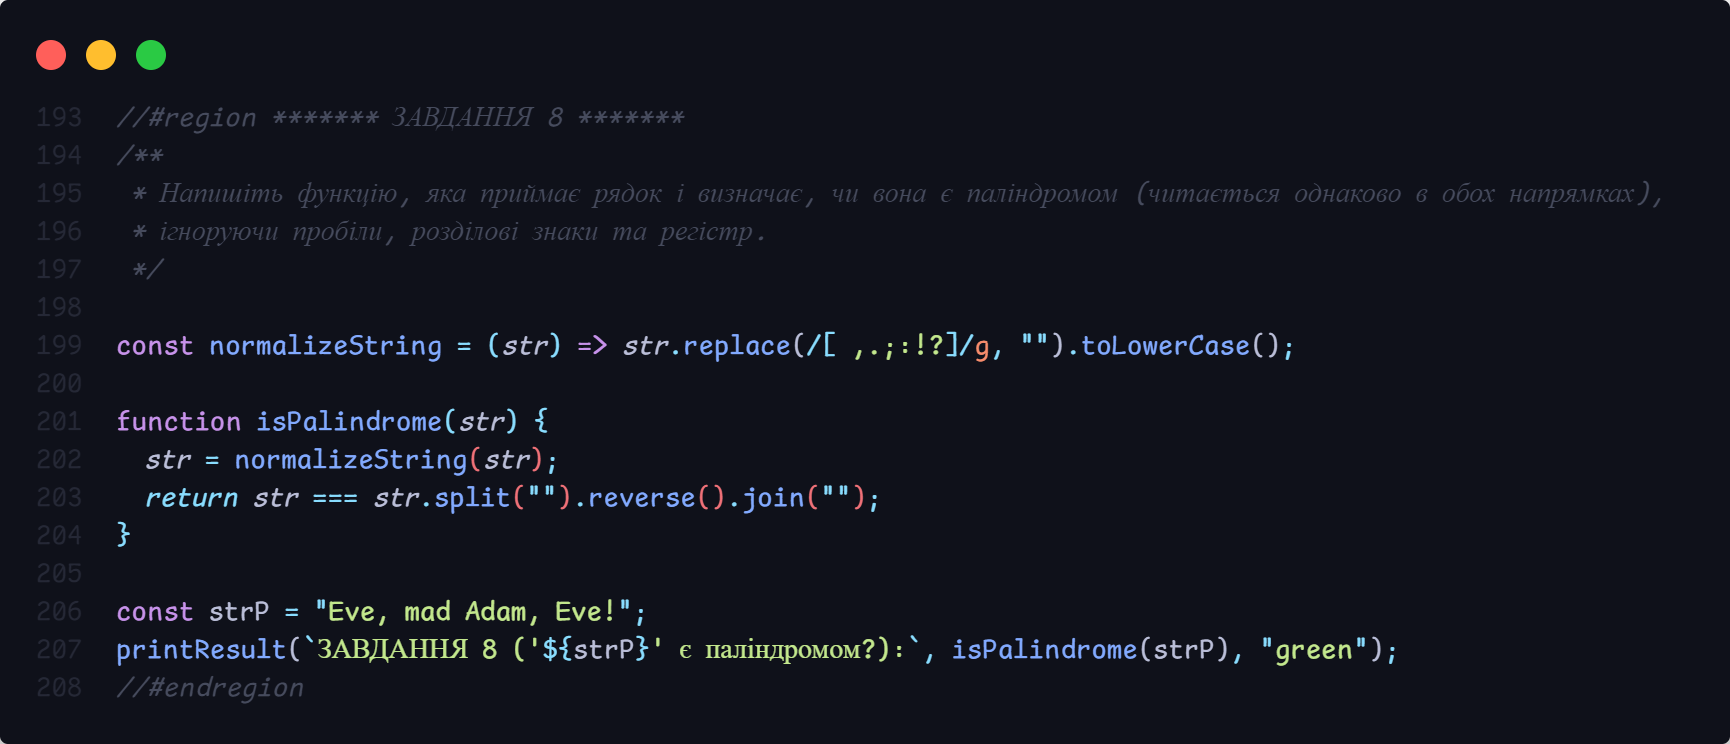 193 //#region ******* ЗАВДАННЯ 8 *******
194 /**
195  * Напишіть функцію, яка приймає рядок і визначає, чи вона є паліндромом (читається однаково в обох напрямках),
196  * ігноруючи пробіли, розділові знаки та регістр.
197  */
198
199 const normalizeString = (str) => str.replace(/[ ,.;:!?]/g, "").toLowerCase();
200
201 function isPalindrome(str) {
202   str = normalizeString(str);
203   return str === str.split("").reverse().join("");
204 }
205
206 const strP = "Eve, mad Adam, Eve!";
207 printResult(`ЗАВДАННЯ 8 ('${strP}' є паліндромом?):`, isPalindrome(strP), "green");
208 //#endregion